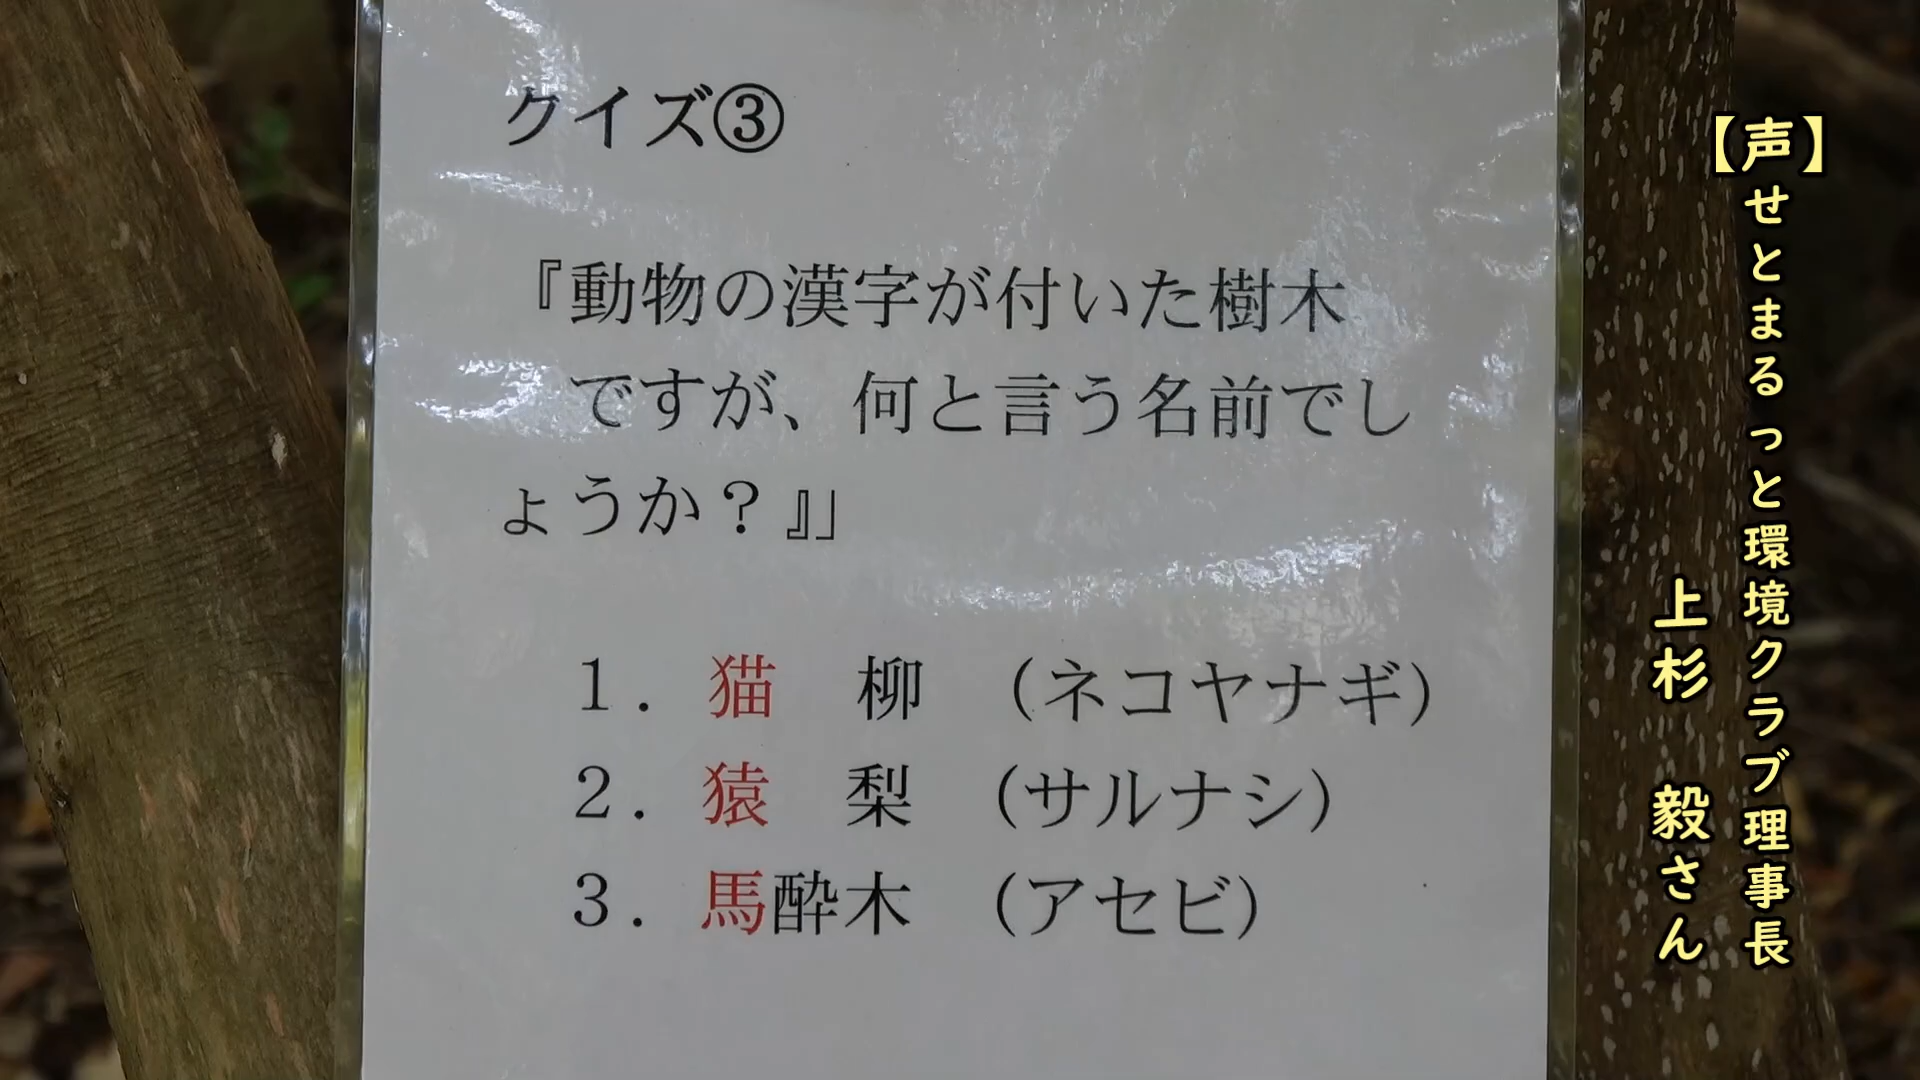 クイズ③
『動物の漢字が付いた樹木
ですが、何と言う名前でし
ょうか？』」
１．猫　柳　（ネコヤナギ）
２．猿　梨　（サルナシ）
３．馬酔木　（アセビ）
【声】せとまるっと環境クラブ理事長
上杉　毅さん